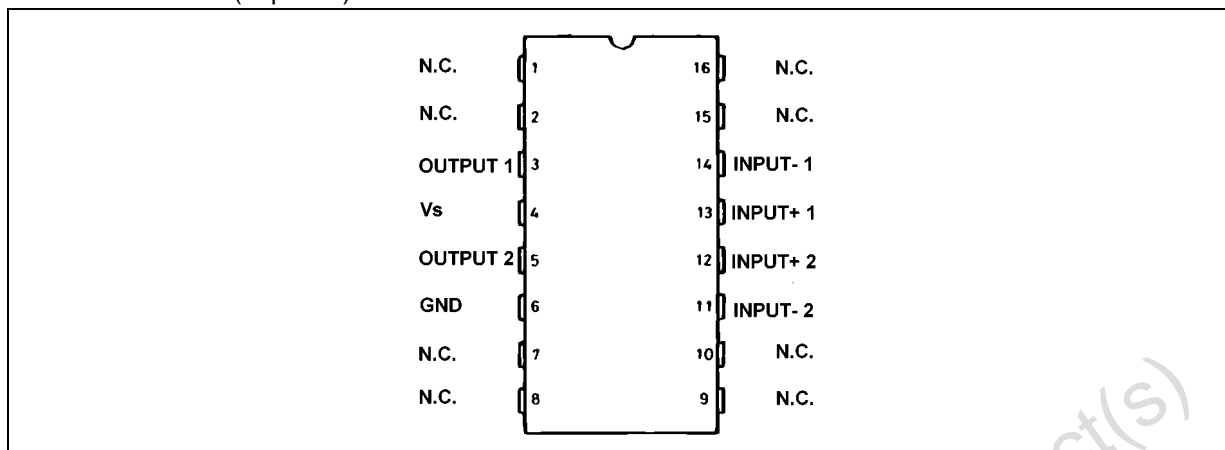 N.C. 1 16 N.C.
N.C. 2 15 N.C.
OUTPUT 1 3 14 INPUT- 1
Vs 4 13 INPUT+ 1
OUTPUT 2 5 12 INPUT+ 2
GND 6 11 INPUT- 2
N.C. 7 10 N.C.
N.C. 8 9 N.C.
ct(s)